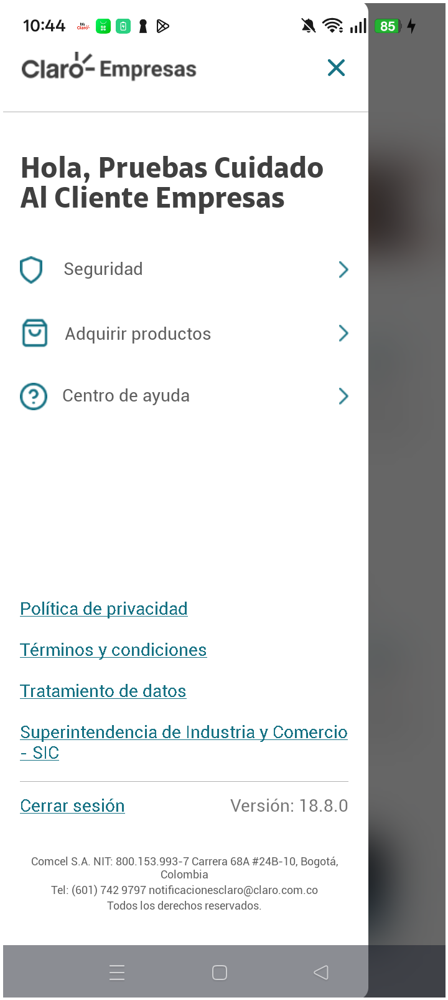 10:44
Mi
Claro
85
Claro Empresas
Hola, Pruebas Cuidado
Al Cliente Empresas
Seguridad
Adquirir productos
Centro de ayuda
Política de privacidad
Términos y condiciones
Tratamiento de datos
Superintendencia de Industria y Comercio
- SIC
Cerrar sesión
Versión: 18.8.0
Comcel S.A. NIT: 800.153.993-7 Carrera 68A #24B-10, Bogotá,
Colombia
Tel: (601) 742 9797 notificacionesclaro@claro.com.co
Todos los derechos reservados.